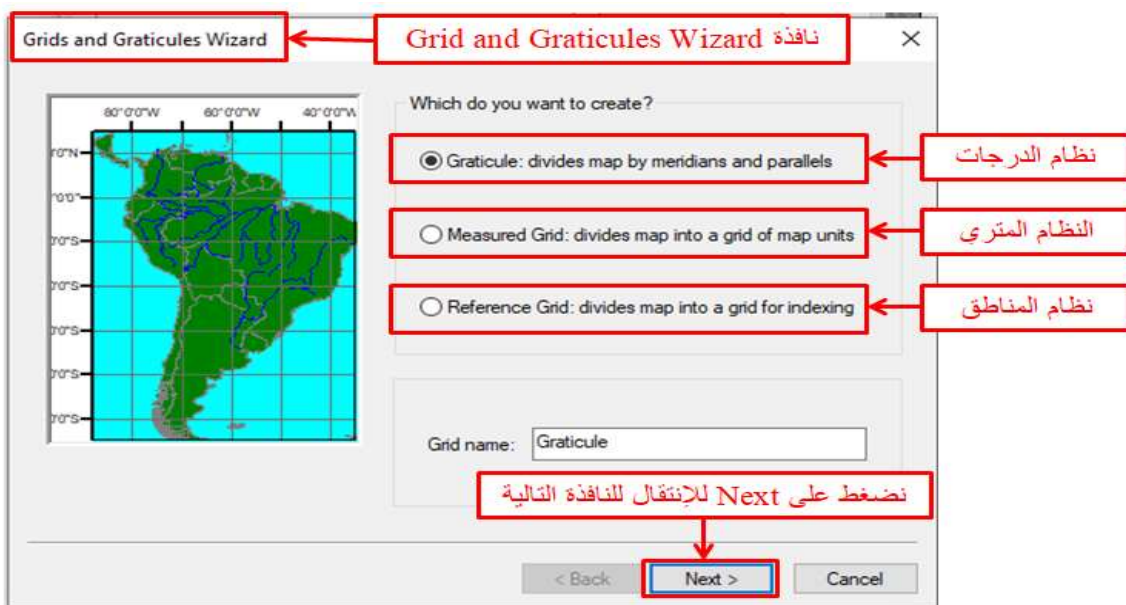 Grids and Graticules Wizard
نافذة Grid and Graticules Wizard
80°0'0"W 60°0'0"W 40°0'0"W
Which do you want to create?
Graticule: divides map by meridians and parallels
نظام الدرجات
Measured Grid: divides map into a grid of map units
النظام المتري
Reference Grid: divides map into a grid for indexing
نظام المناطق
Grid name: Graticule
نضغط على Next للإنتقال للنافذة التالية
< Back Next > Cancel